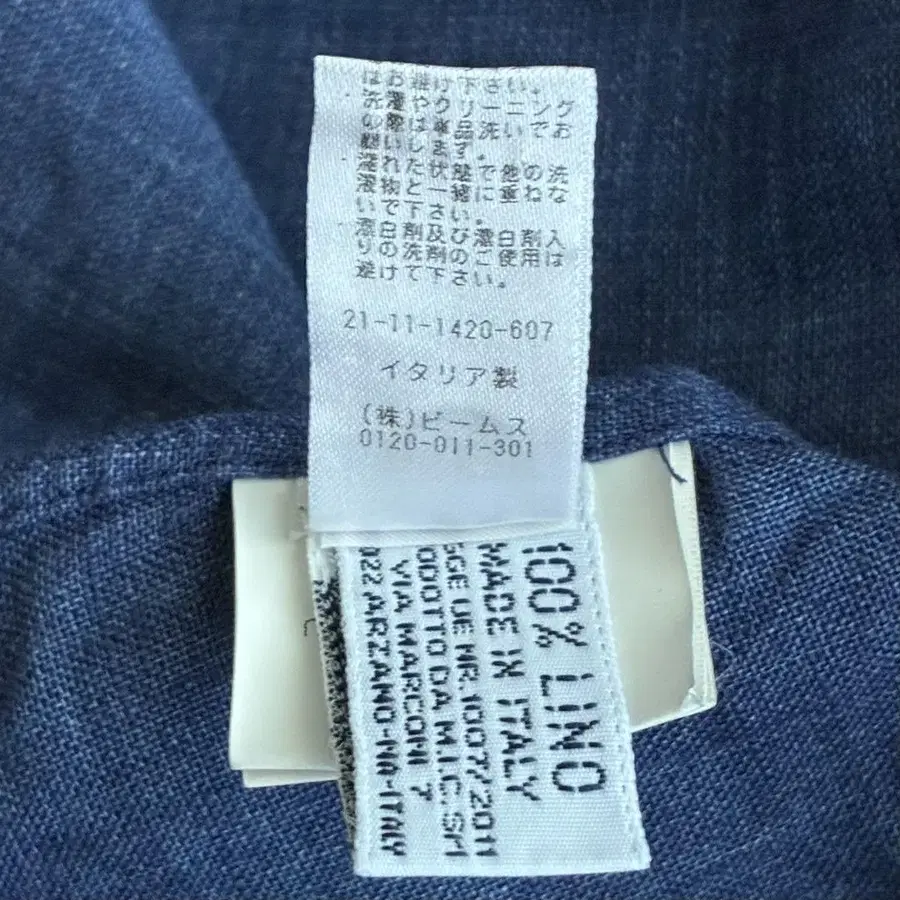 はお避け下さい。
洗濯やクリーニング
の際は単品洗いでお
願いします。
濡れた状態で他の洗
濯物と一緒に重ねな
いで下さい。
漂白剤及び漂白剤入
りの洗剤のご使用は
避けて下さい。
21-11-1420-607
イタリア製
(株)ビームス
0120-011-301
100% LINO
MADE IN ITALY
GGE UE NR.1007/2011
ODOTTO DA M.I.C. SRL
VIA MARCONI 7
022 ARZANO-NA-ITALY
L